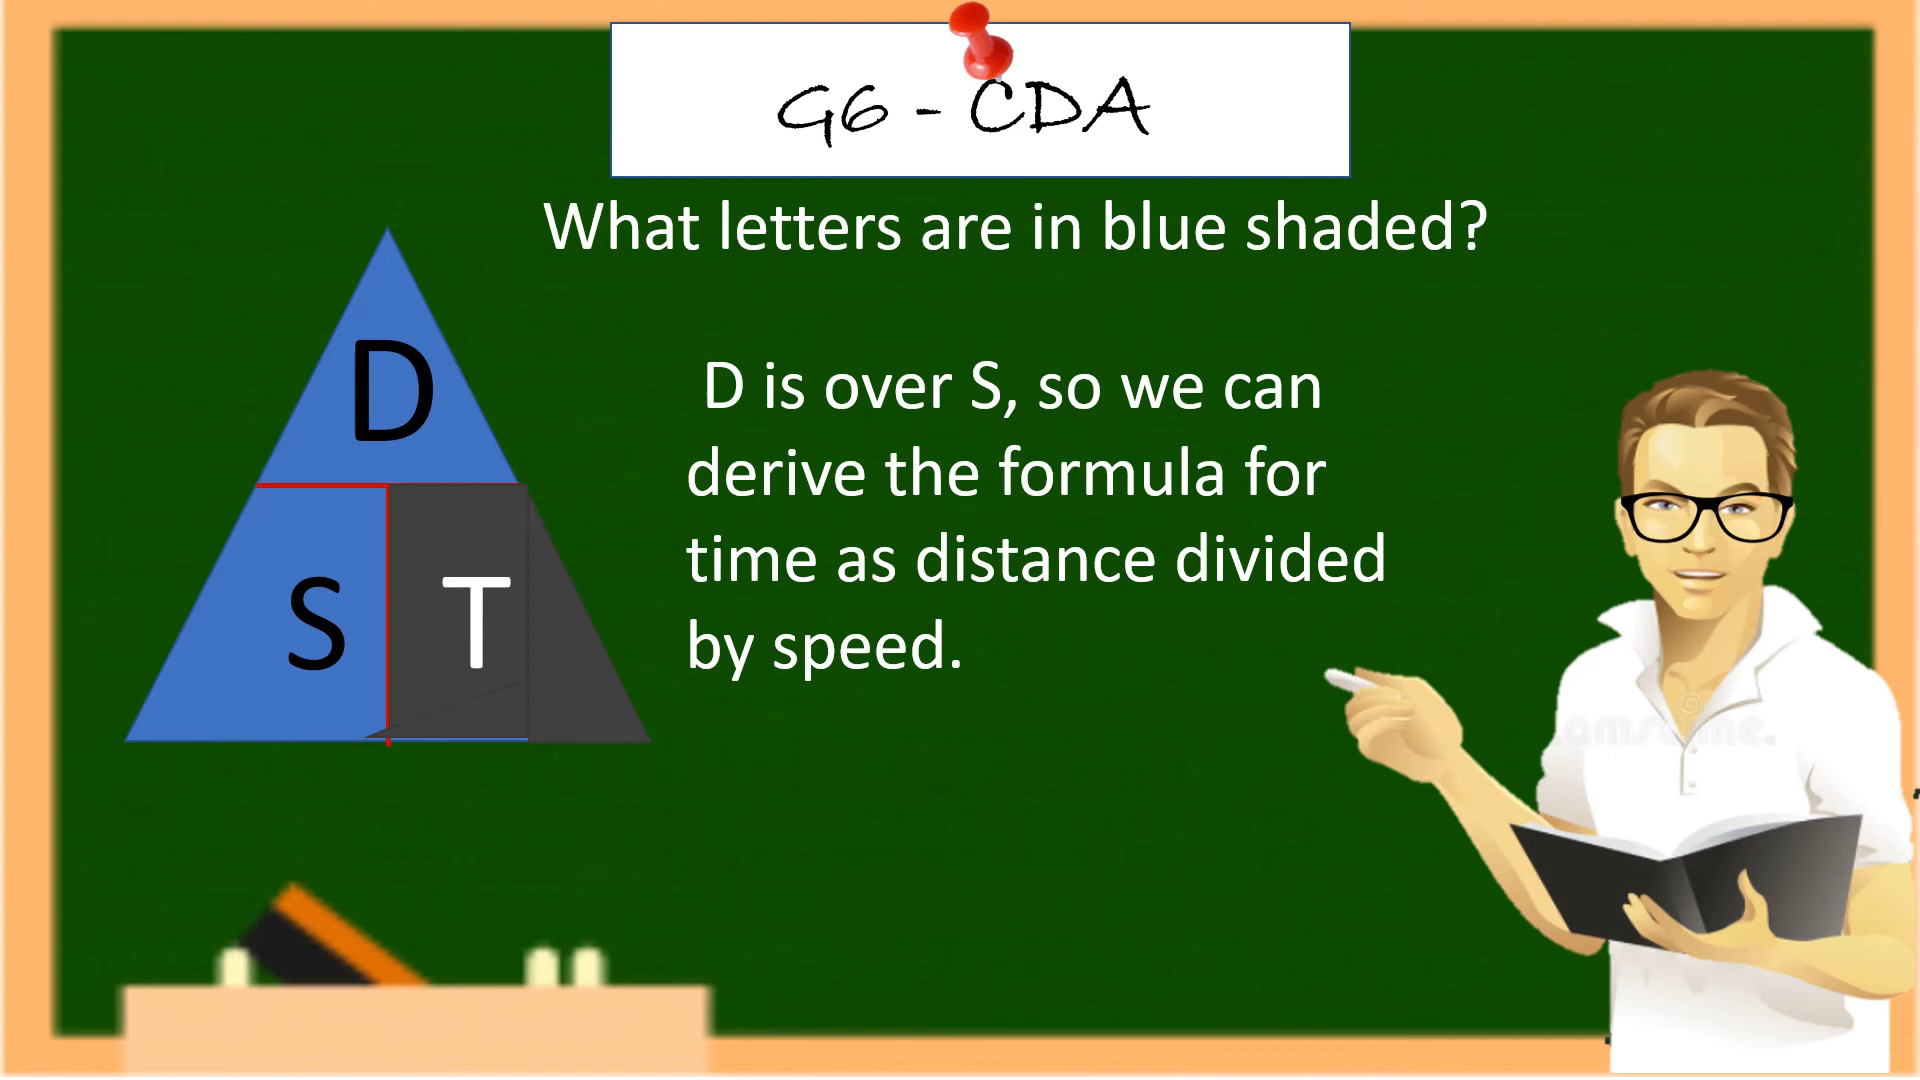 G6 - CDA
What letters are in blue shaded?
D
S
T
D is over S, so we can
derive the formula for
time as distance divided
by speed.